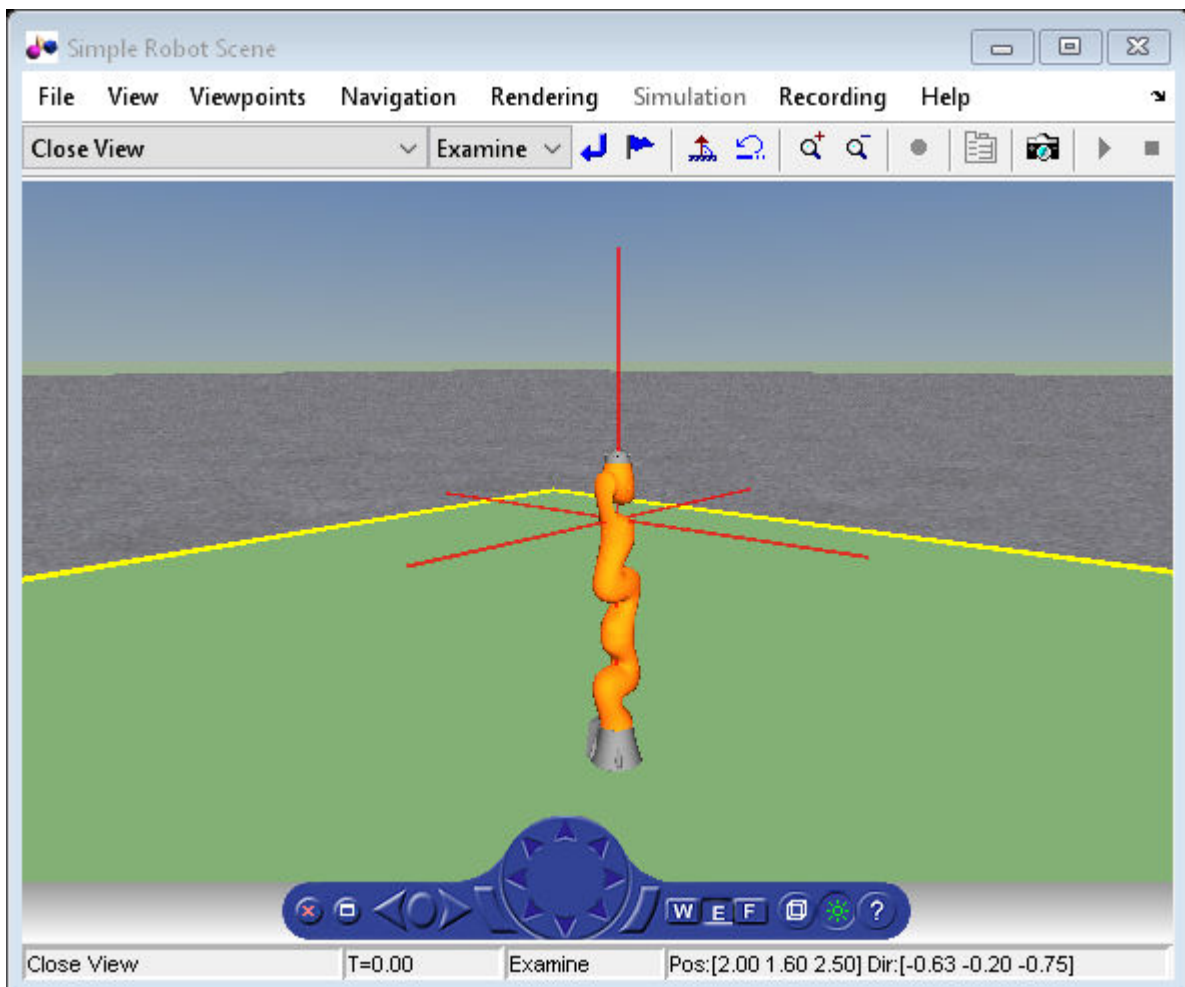 Simple Robot Scene
File View Viewpoints Navigation Rendering Simulation Recording Help
Close View Examine
W E F ?
Close View T=0.00 Examine Pos:[2.00 1.60 2.50] Dir:[-0.63 -0.20 -0.75]